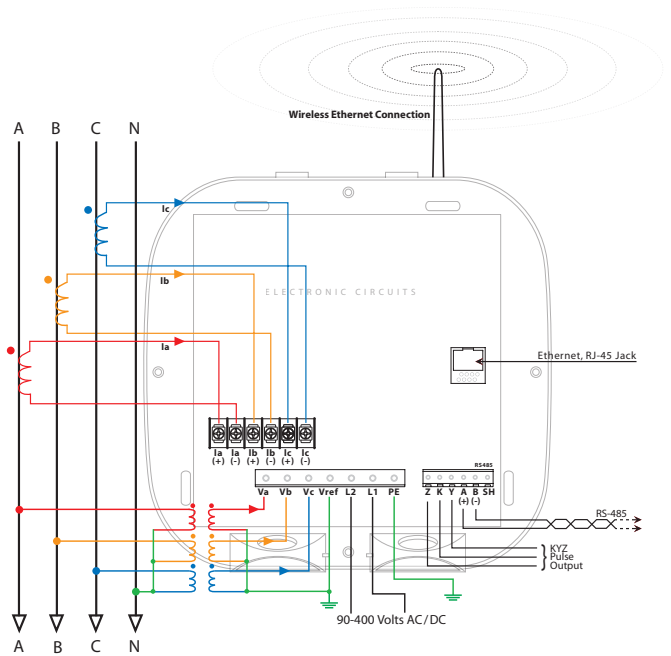 Wireless Ethernet Connection
A B C N
Ic
Ib
ELECTRONIC CIRCUITS
Ia
Ethernet, RJ-45 Jack
Ia Ia Ib Ib Ic Ic
(+) (-) (+) (-) (+) (-)
RS485
Va Vb Vc Vref L2 L1 PE
Z K Y A B SH
(+) (-)
RS-485
KYZ
Pulse
Output
90-400 Volts AC/DC
A B C N